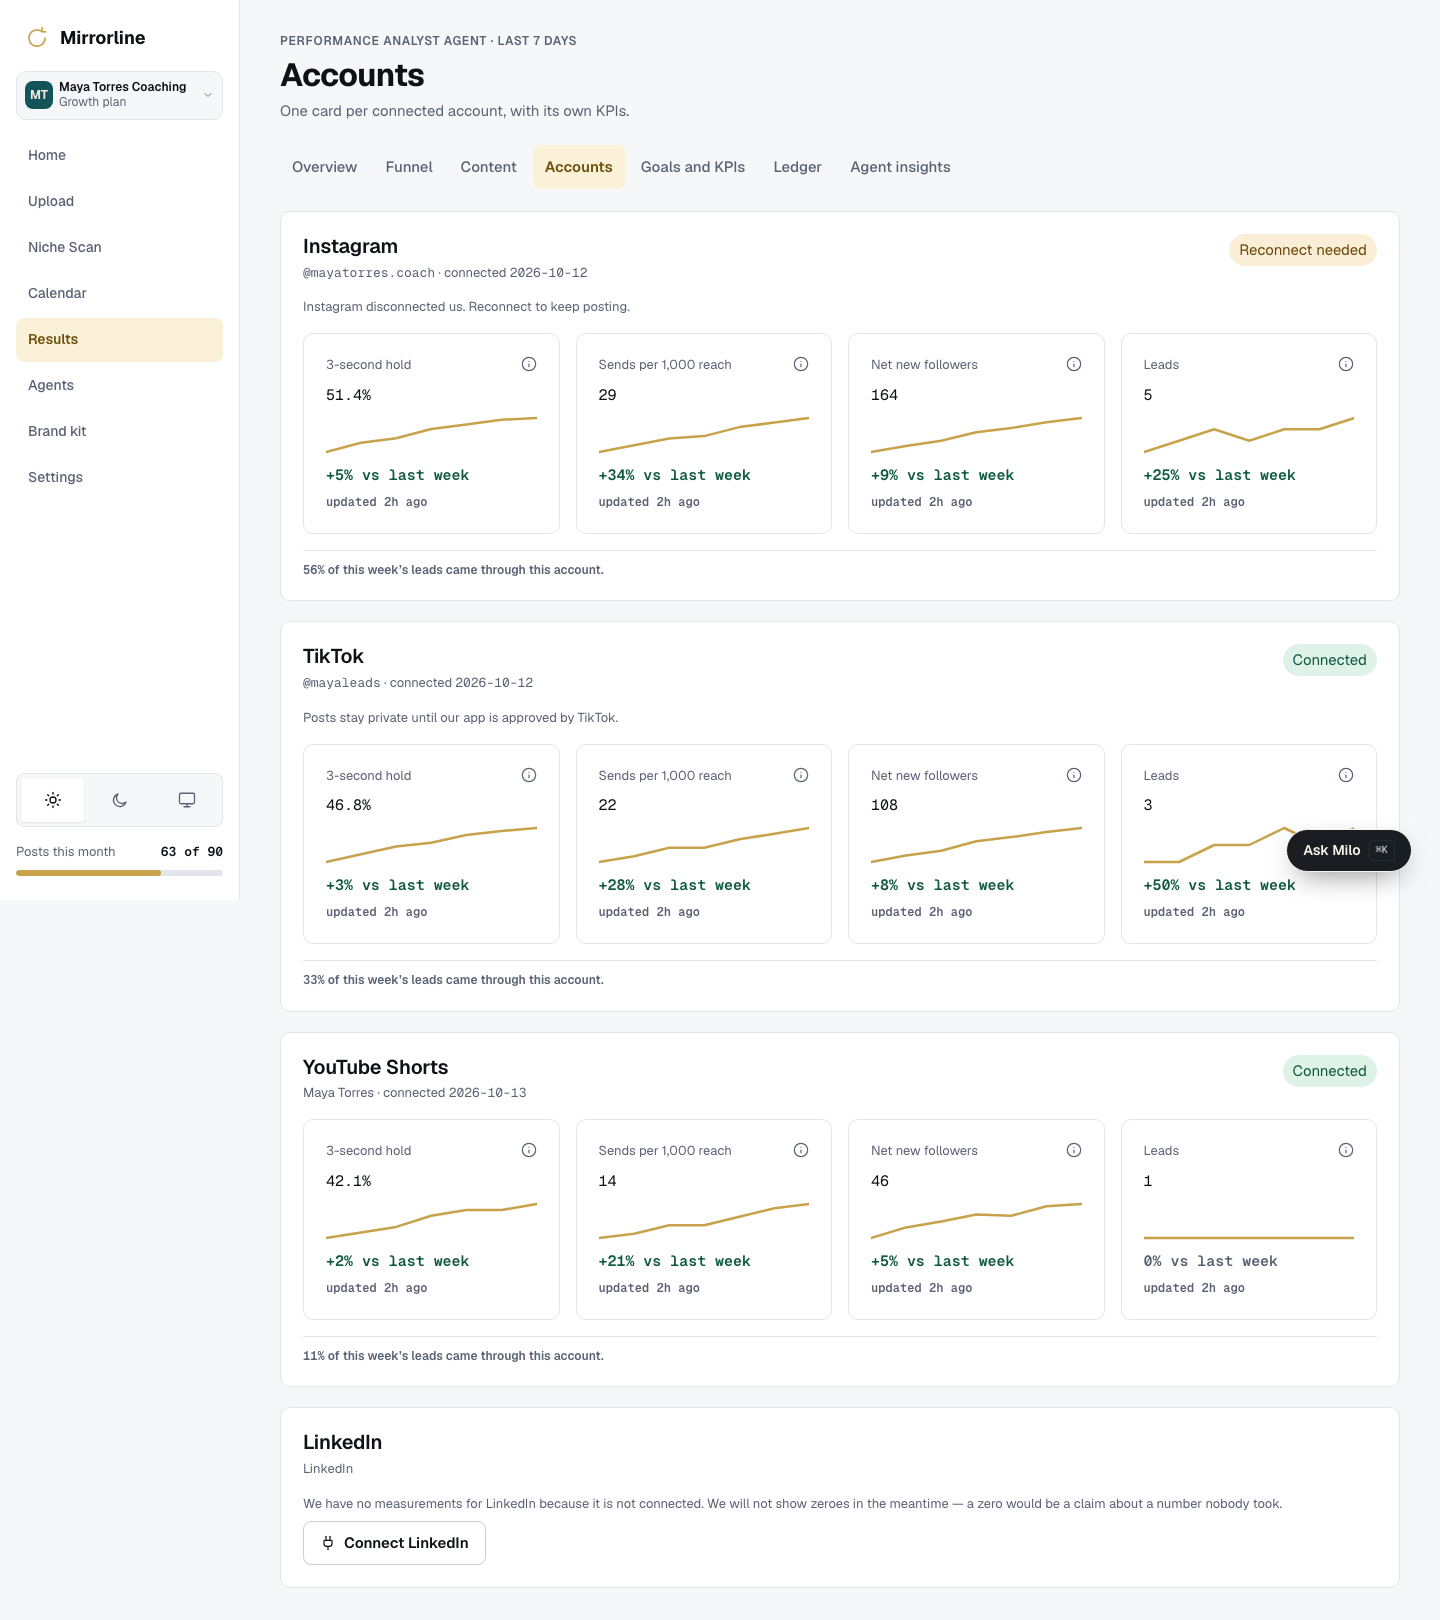 Mirrorline
MT
Maya Torres Coaching
Growth plan
Home
Upload
Niche Scan
Calendar
Results
Agents
Brand kit
Settings
Posts this month 63 of 90
PERFORMANCE ANALYST AGENT · LAST 7 DAYS
Accounts
One card per connected account, with its own KPIs.
Overview Funnel Content Accounts Goals and KPIs Ledger Agent insights
Instagram
Reconnect needed
@mayatorres.coach · connected 2026-10-12
Instagram disconnected us. Reconnect to keep posting.
3-second hold
51.4%
+5% vs last week
updated 2h ago
Sends per 1,000 reach
29
+34% vs last week
updated 2h ago
Net new followers
164
+9% vs last week
updated 2h ago
Leads
5
+25% vs last week
updated 2h ago
56% of this week's leads came through this account.
TikTok
Connected
@mayaleads · connected 2026-10-12
Posts stay private until our app is approved by TikTok.
3-second hold
46.8%
+3% vs last week
updated 2h ago
Sends per 1,000 reach
22
+28% vs last week
updated 2h ago
Net new followers
108
+8% vs last week
updated 2h ago
Leads
3
+50% vs last week
updated 2h ago
Ask Milo ⌘K
33% of this week's leads came through this account.
YouTube Shorts
Connected
Maya Torres · connected 2026-10-13
3-second hold
42.1%
+2% vs last week
updated 2h ago
Sends per 1,000 reach
14
+21% vs last week
updated 2h ago
Net new followers
46
+5% vs last week
updated 2h ago
Leads
1
0% vs last week
updated 2h ago
11% of this week's leads came through this account.
LinkedIn
LinkedIn
We have no measurements for LinkedIn because it is not connected. We will not show zeroes in the meantime — a zero would be a claim about a number nobody took.
Connect LinkedIn